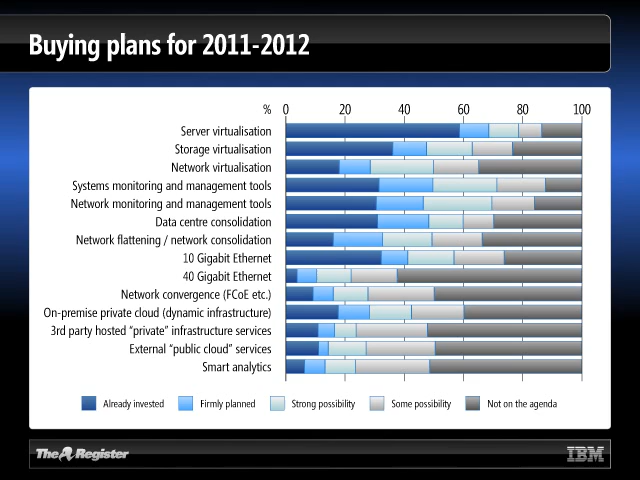 Buying plans for 2011-2012
% 0 20 40 60 80 100
Server virtualisation
Storage virtualisation
Network virtualisation
Systems monitoring and management tools
Network monitoring and management tools
Data centre consolidation
Network flattening / network consolidation
10 Gigabit Ethernet
40 Gigabit Ethernet
Network convergence (FCoE etc.)
On-premise private cloud (dynamic infrastructure)
3rd party hosted “private” infrastructure services
External “public cloud” services
Smart analytics
Already invested Firmly planned Strong possibility Some possibility Not on the agenda
The Register IBM